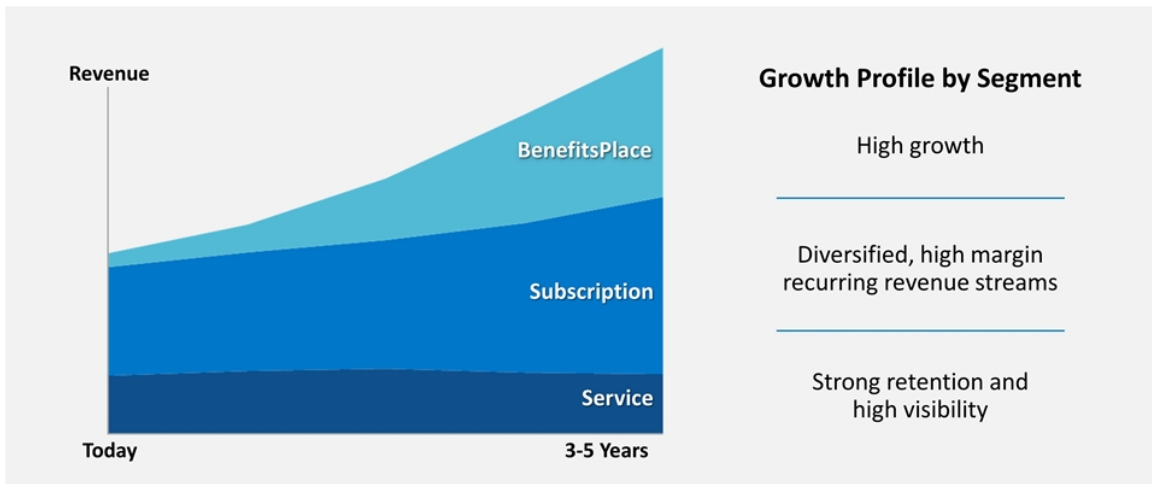 Revenue
BenefitsPlace
Subscription
Service
Today
3-5 Years
Growth Profile by Segment
High growth
Diversified, high margin
recurring revenue streams
Strong retention and
high visibility